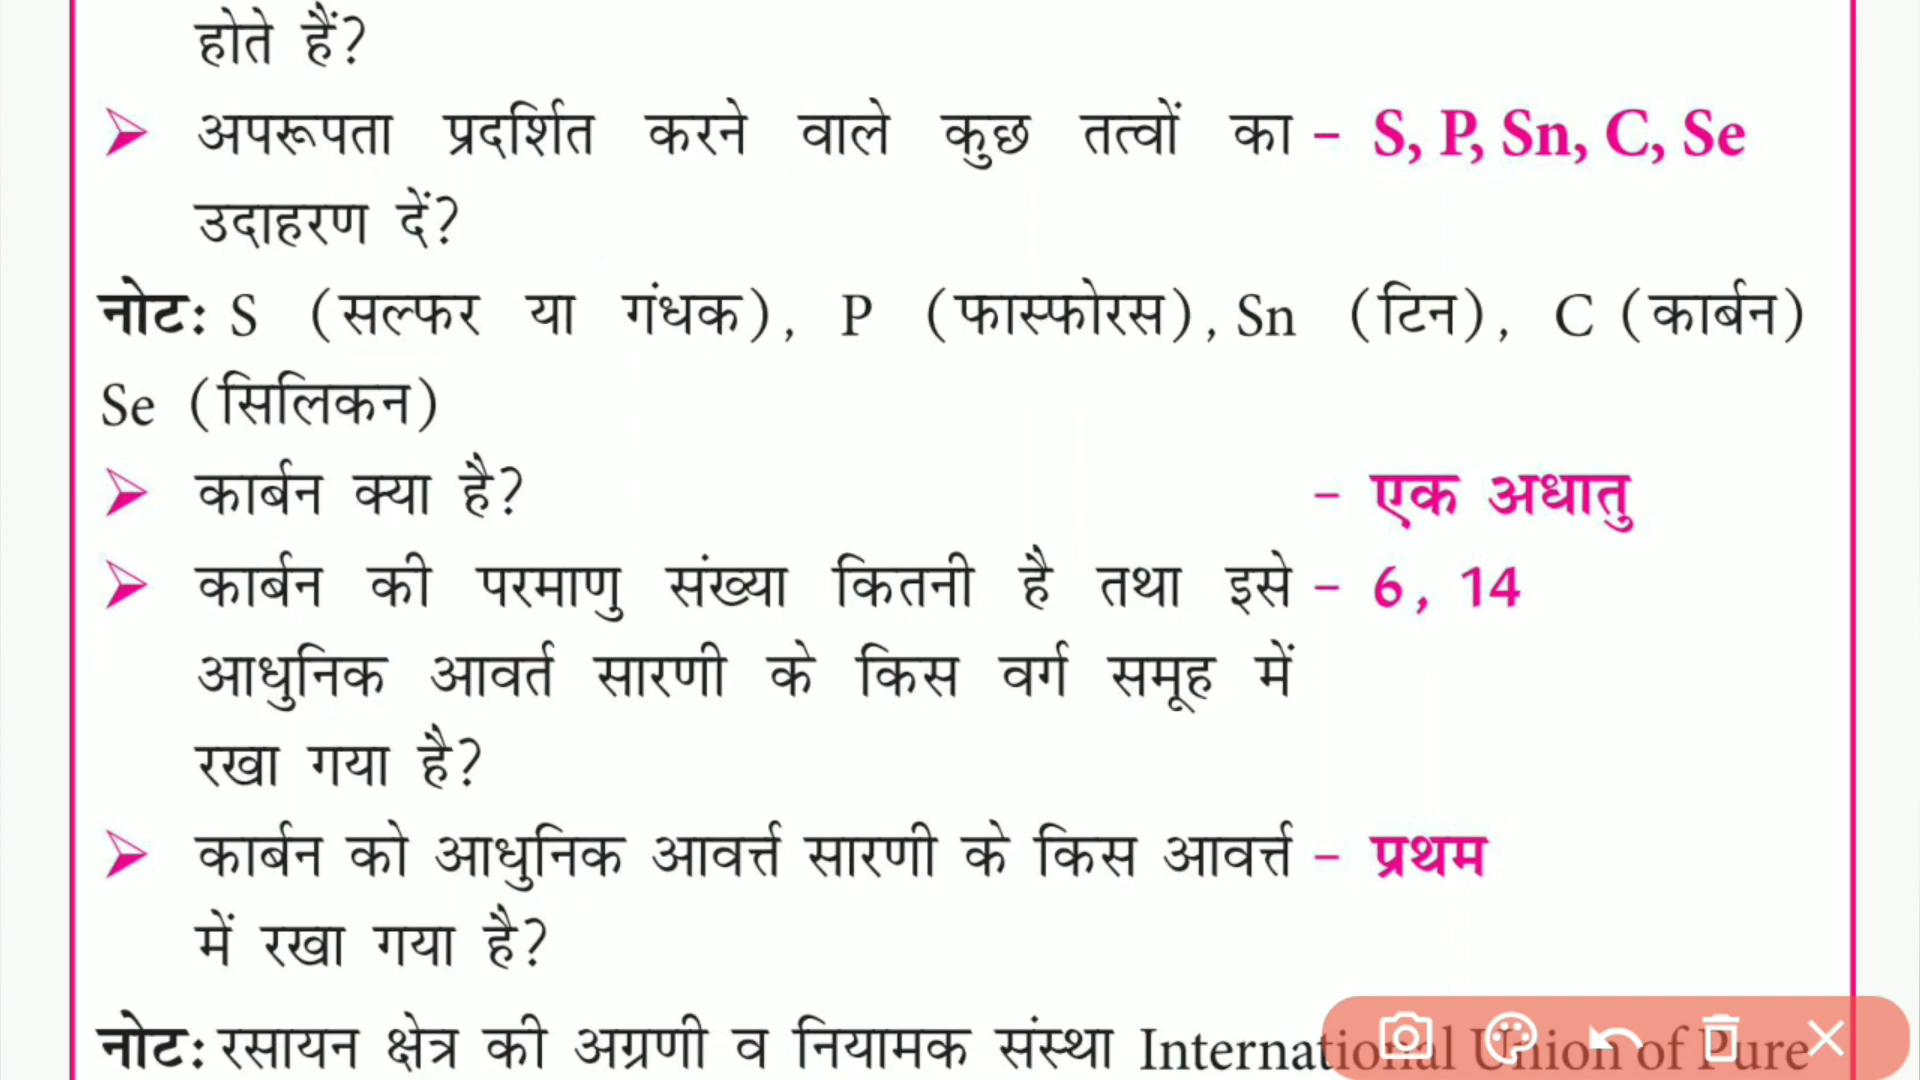 होते हैं?
अपरूपता प्रदर्शित करने वाले कुछ तत्वों का - S, P, Sn, C, Se
उदाहरण दें?
नोट: S (सल्फर या गंधक), P (फास्फोरस), Sn (टिन), C (कार्बन)
Se (सिलिकन)
कार्बन क्या है? - एक अधातु
कार्बन की परमाणु संख्या कितनी है तथा इसे - 6, 14
आधुनिक आवर्त सारणी के किस वर्ग समूह में
रखा गया है?
कार्बन को आधुनिक आवर्त्त सारणी के किस आवर्त्त - प्रथम
में रखा गया है?
नोट: रसायन क्षेत्र की अग्रणी व नियामक संस्था International Union of Pure